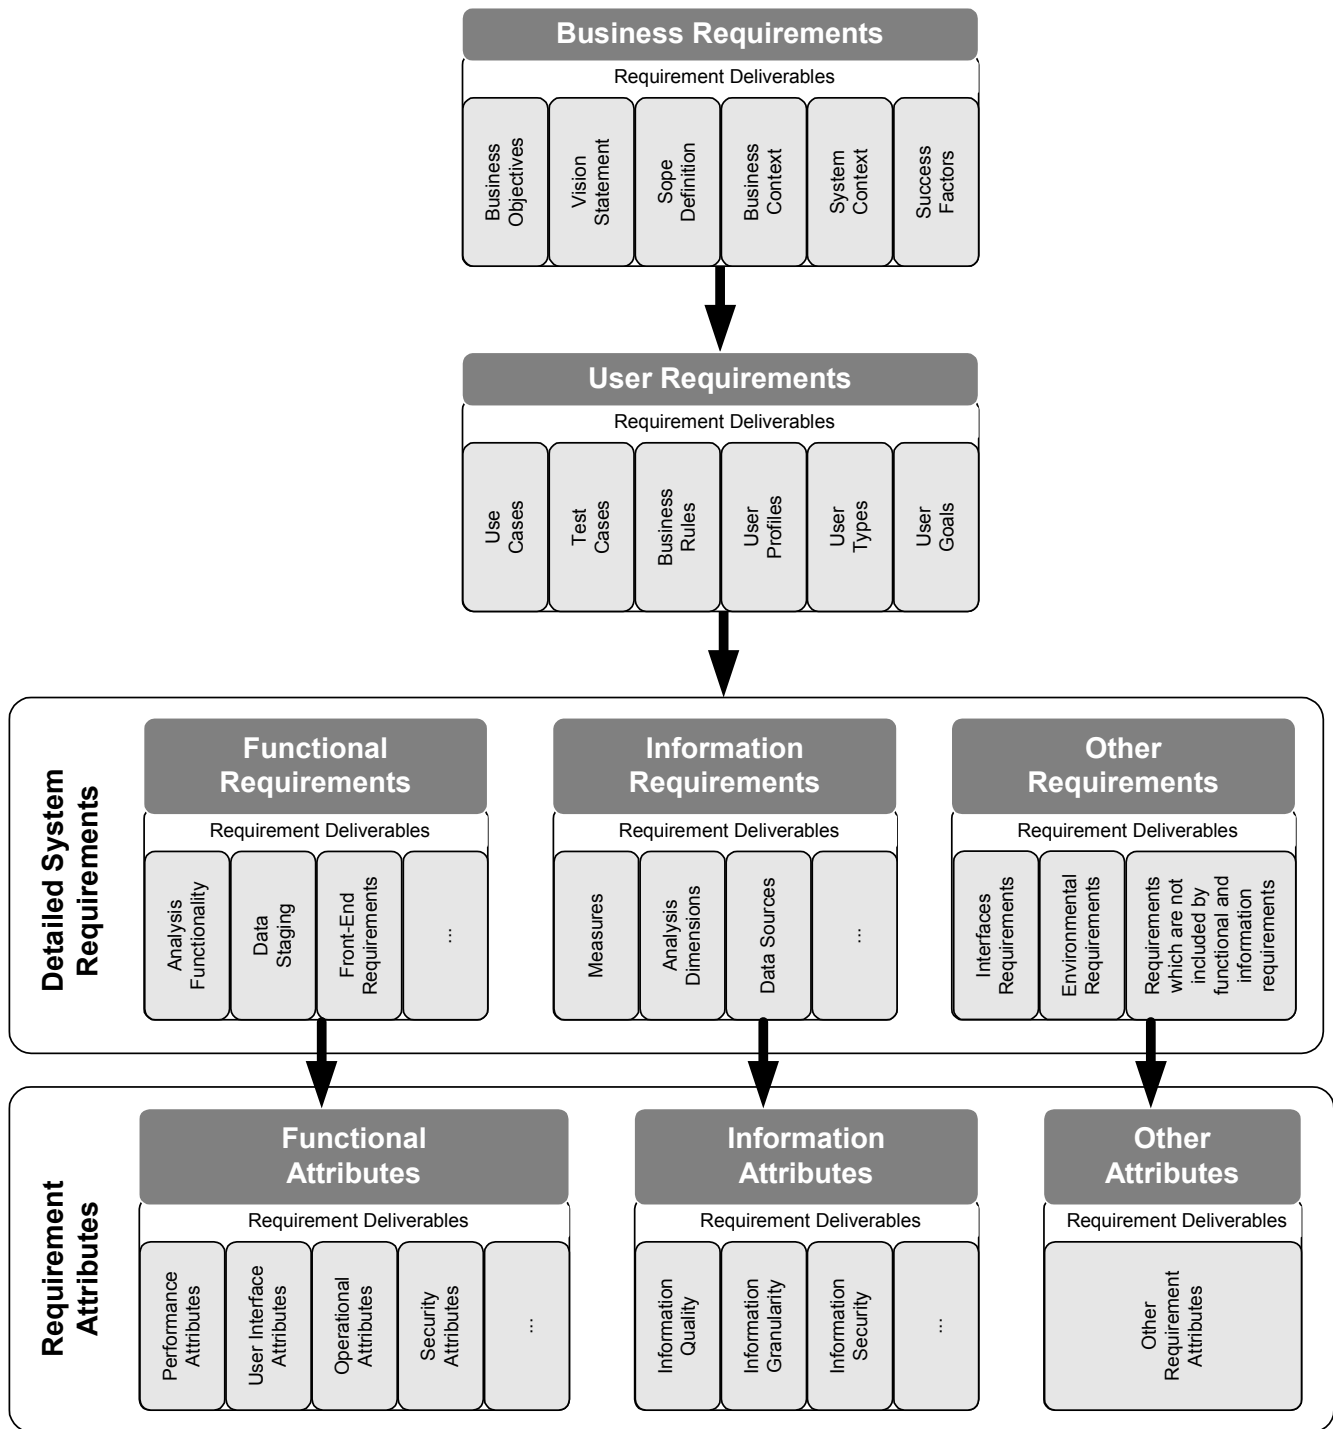 Business Requirements
Requirement Deliverables
Business
Objectives
Vision
Statement
Sope
Definition
Business
Context
System
Context
Success
Factors
User Requirements
Requirement Deliverables
Use
Cases
Test
Cases
Business
Rules
User
Profiles
User
Types
User
Goals
Detailed System
Requirements
Functional
Requirements
Requirement Deliverables
Analysis
Functionality
Data
Staging
Front-End
Requirements
...
Information
Requirements
Requirement Deliverables
Measures
Analysis
Dimensions
Data Sources
...
Other
Requirements
Requirement Deliverables
Interfaces
Requirements
Environmental
Requirements
Requirements
which are not
included by
functional and
information
requirements
Requirement
Attributes
Functional
Attributes
Requirement Deliverables
Performance
Attributes
User Interface
Attributes
Operational
Attributes
Security
Attributes
...
Information
Attributes
Requirement Deliverables
Information
Quality
Information
Granularity
Information
Security
...
Other
Attributes
Requirement Deliverables
Other
Requirement
Attributes